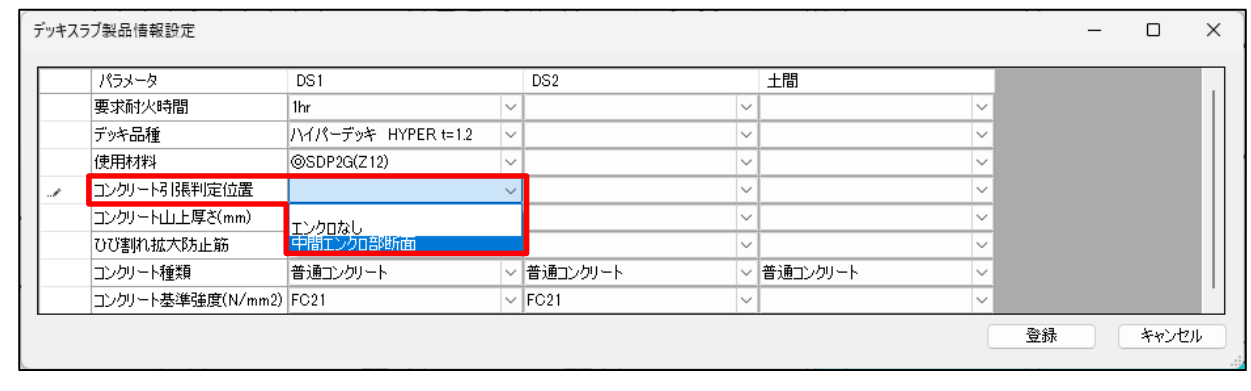 デッキスラブ製品情報設定
パラメータ DS1 DS2 土間
要求耐火時間 1hr
デッキ品種 ハイパーデッキ HYPER t=1.2
使用材料 @SDP2G(Z12)
コンクリート引張判定位置
コンクリート山上厚さ(mm)
エンクロなし
ひび割れ拡大防止筋 中間エンクロ部断面
コンクリート種類 普通コンクリート 普通コンクリート 普通コンクリート
コンクリート基準強度(N/mm2) FC21 FC21
登録 キャンセル